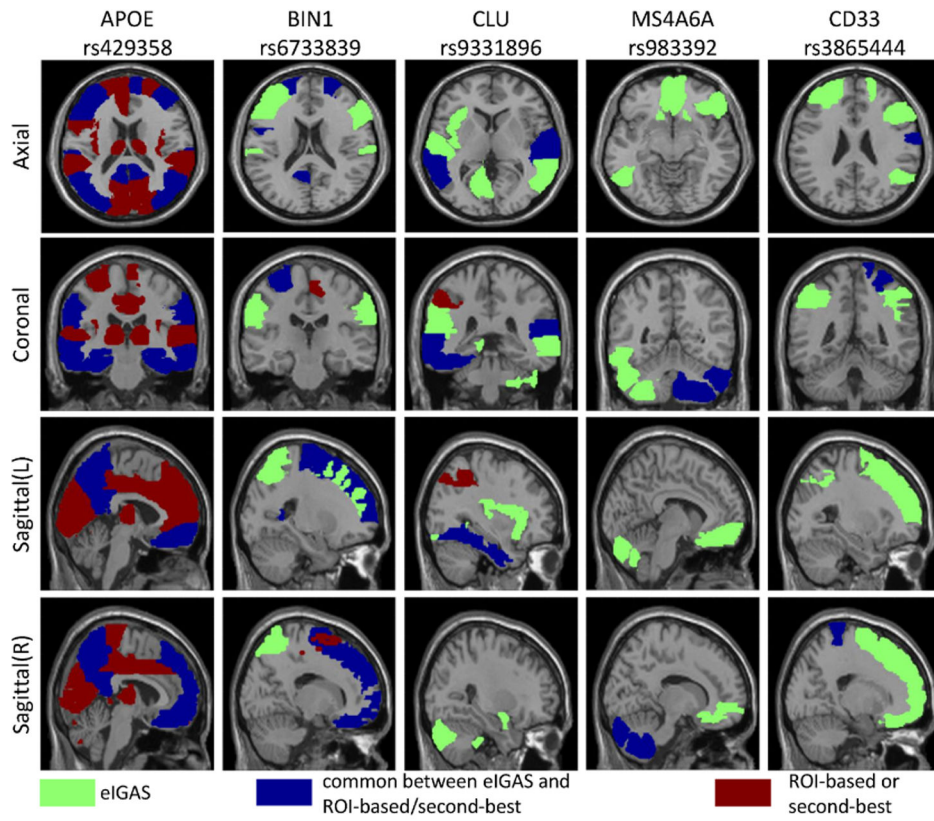 APOE BIN1 CLU MS4A6A CD33
rs429358 rs6733839 rs9331896 rs983392 rs3865444
Axial
Coronal
Sagittal(L)
Sagittal(R)
eIGAS
common between eIGAS and
ROI-based/second-best
ROI-based or
second-best